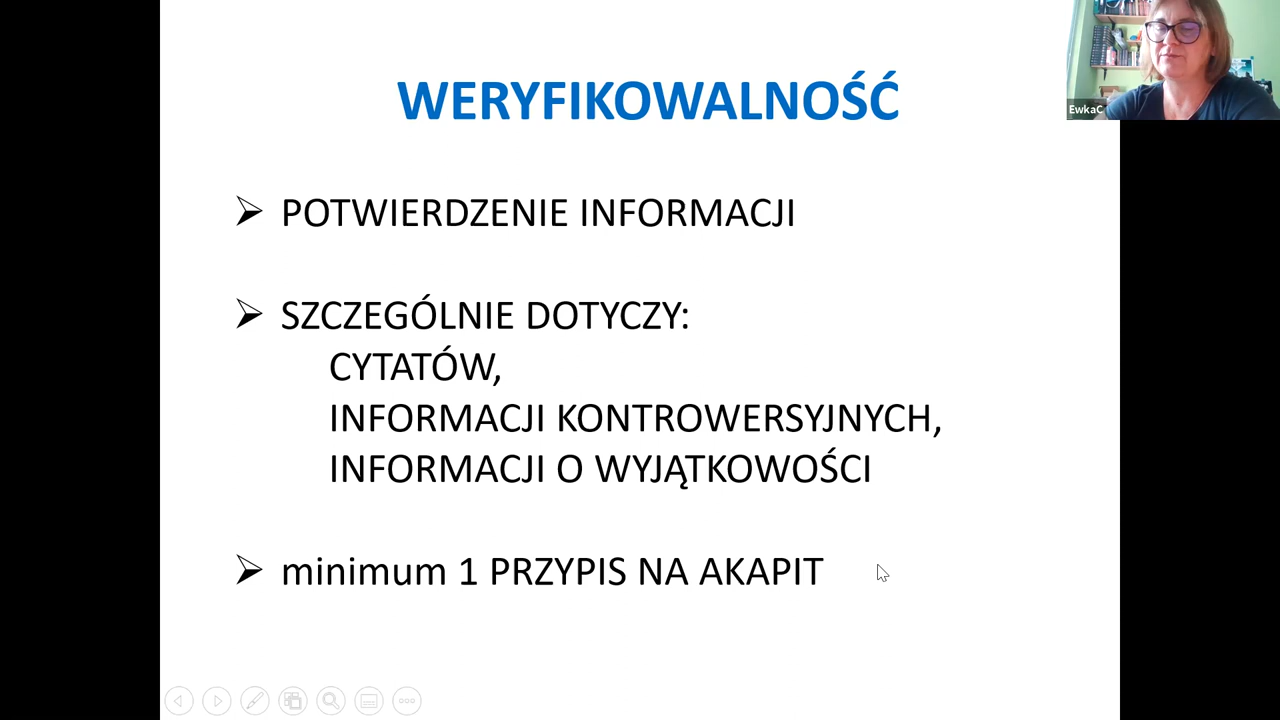 WERYFIKOWALNOŚĆ
EwkaC
POTWIERDZENIE INFORMACJI
SZCZEGÓLNIE DOTYCZY:
CYTATÓW,
INFORMACJI KONTROWERSYJNYCH,
INFORMACJI O WYJĄTKOWOŚCI
minimum 1 PRZYPIS NA AKAPIT